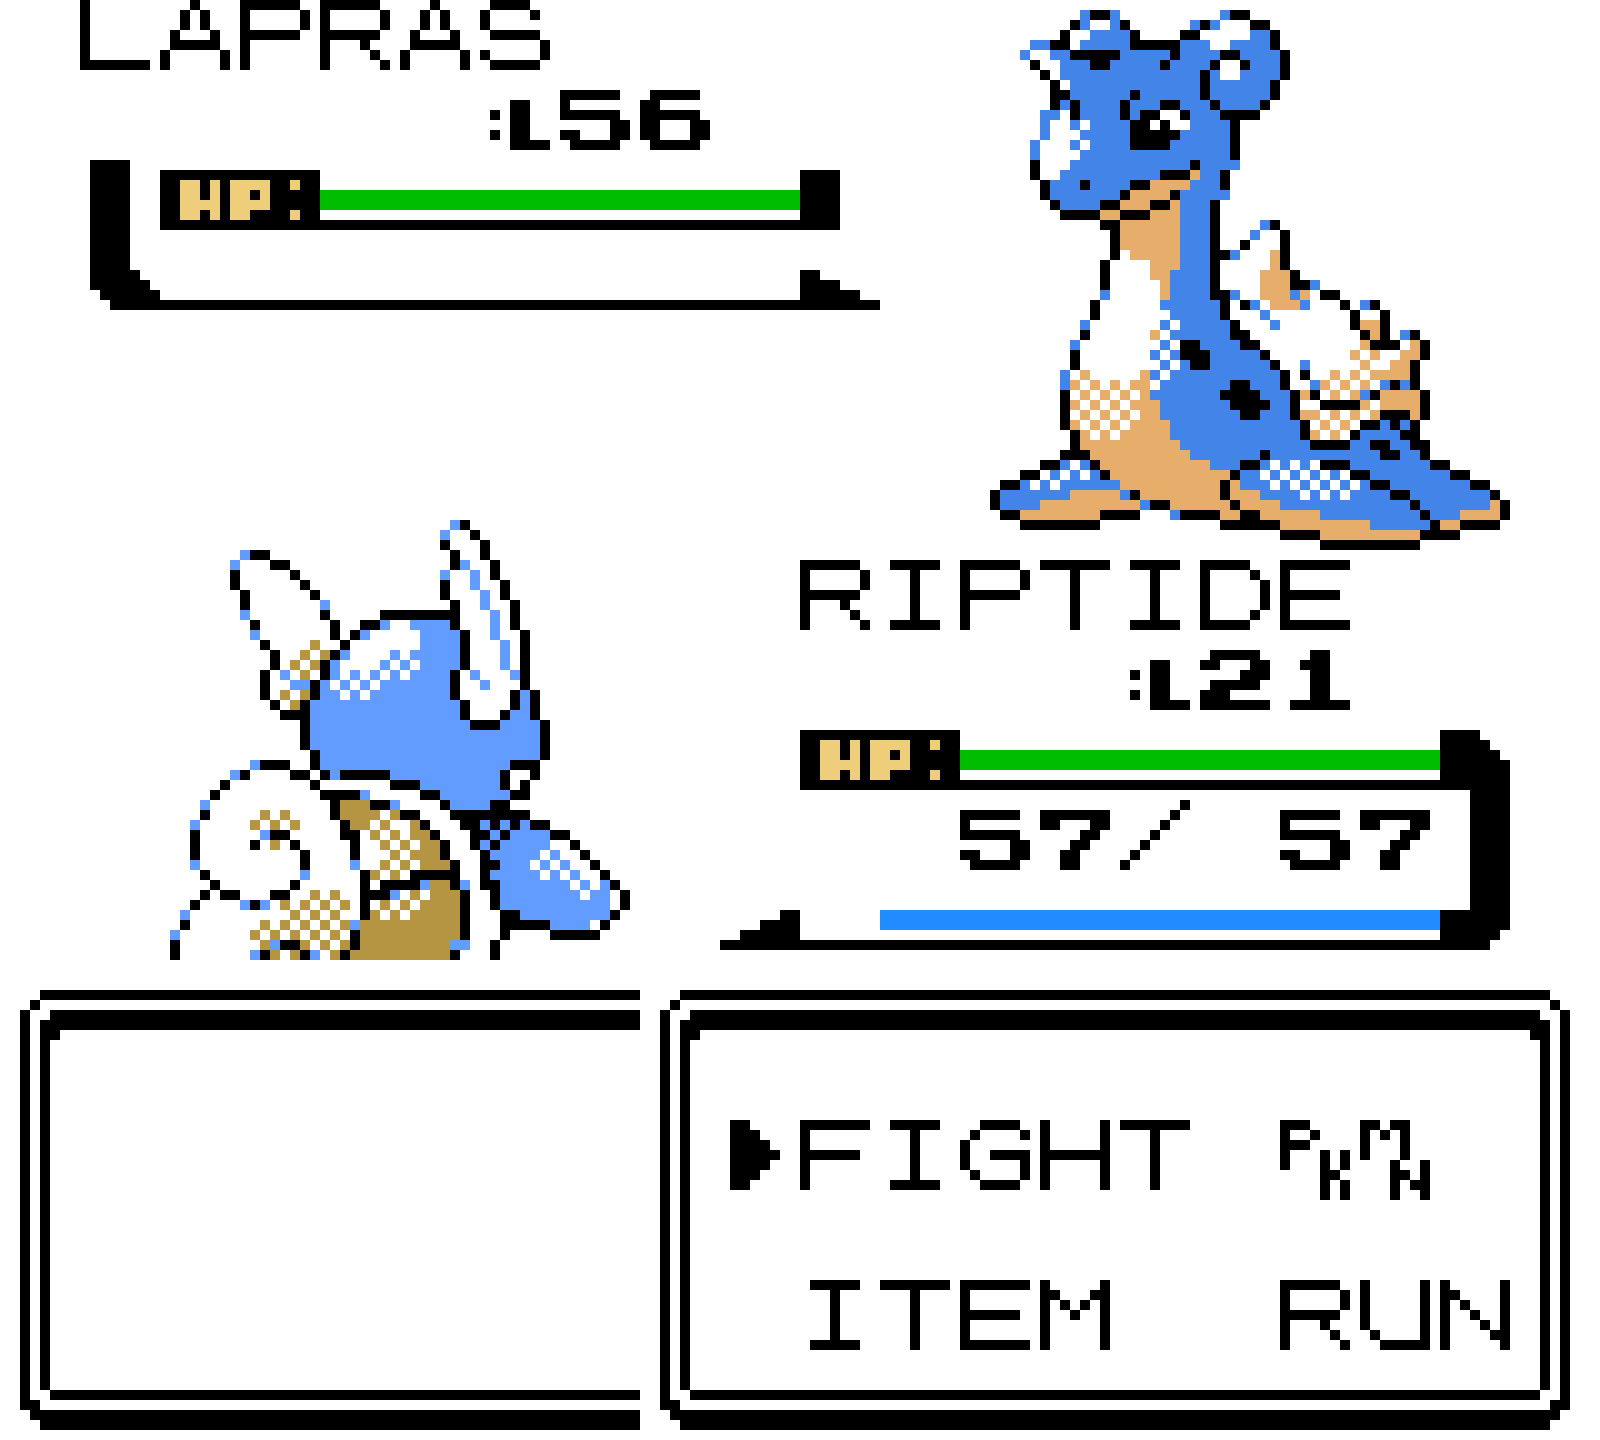 LAPRAS
:L56
HP:
RIPTIDE
:L21
HP:
57/ 57
FIGHT PKMN
ITEM RUN